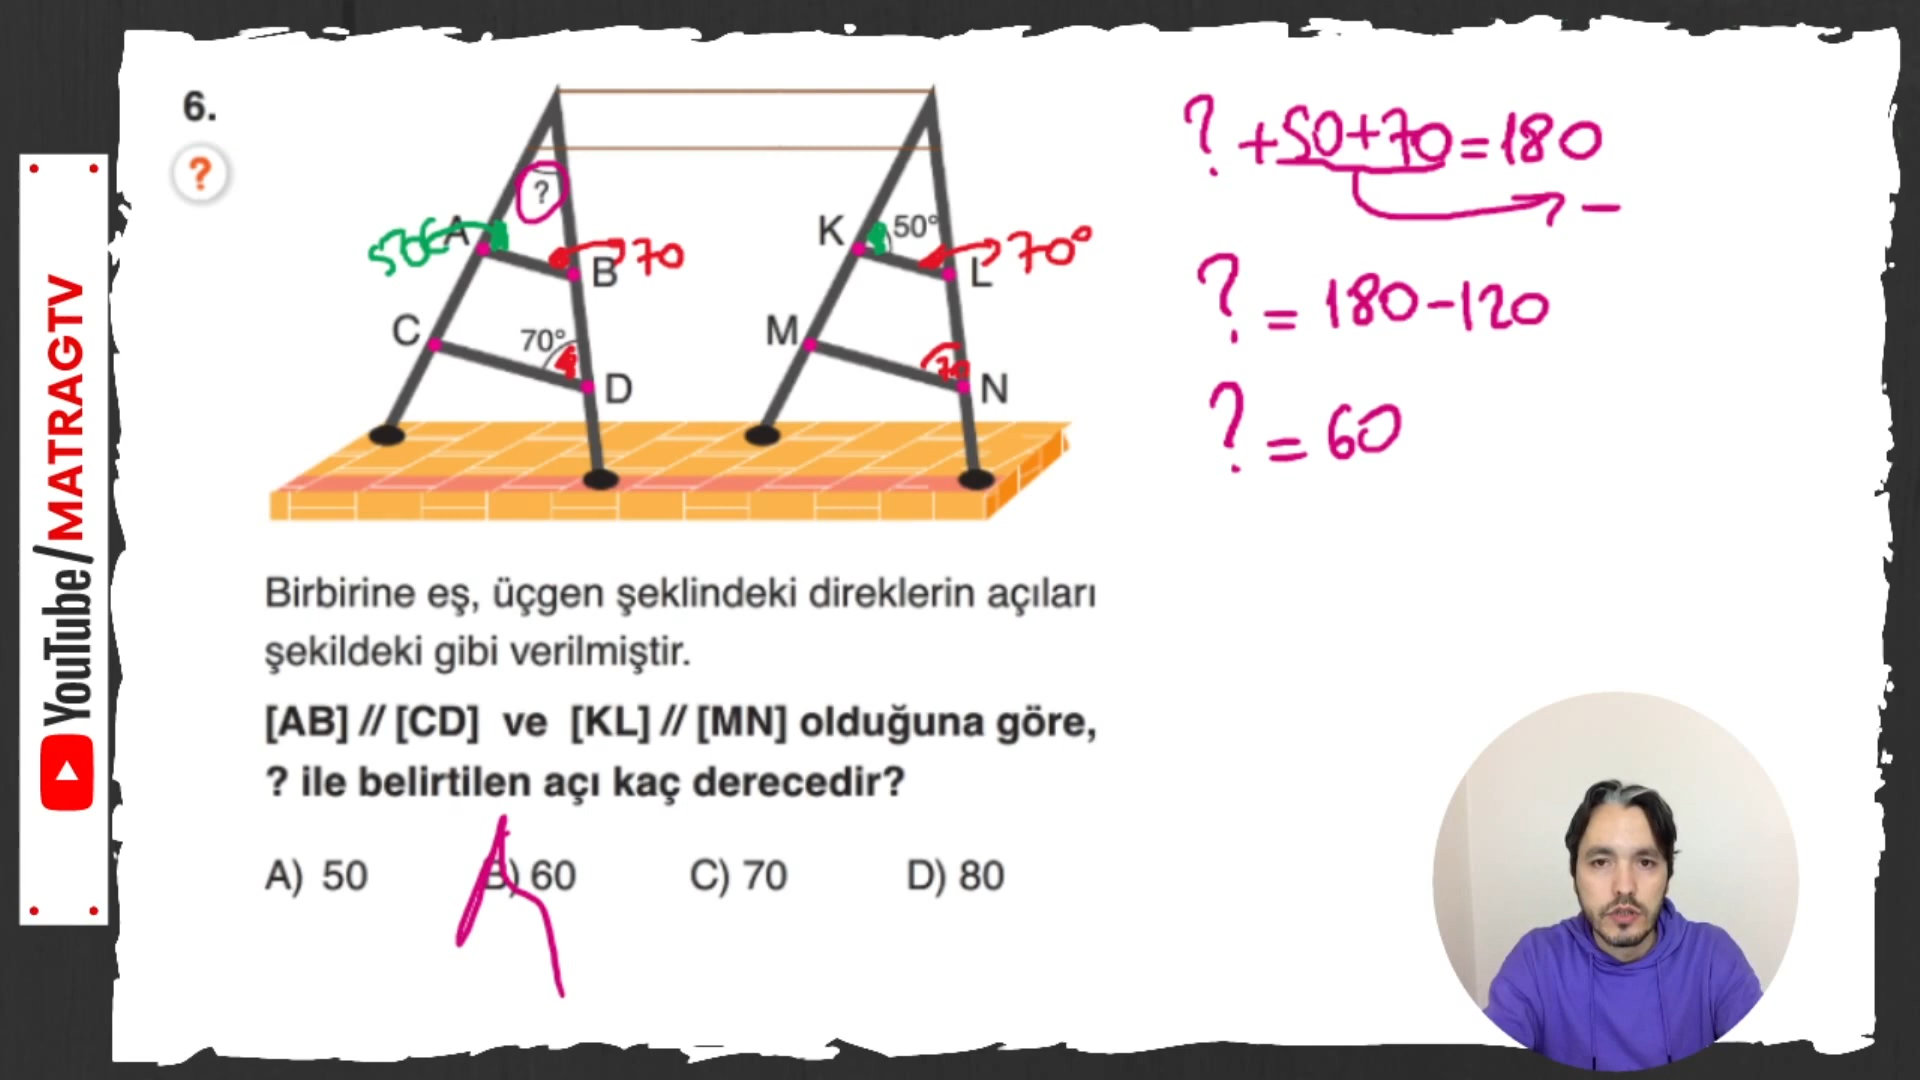 YouTube/MATRAGTV
6.
?
?
A
50
B
70
C
70°
D
K
50°
L
70°
M
70
N
Birbirine eş, üçgen şeklindeki direklerin açıları
şekildeki gibi verilmiştir.
[AB] // [CD] ve [KL] // [MN] olduğuna göre,
? ile belirtilen açı kaç derecedir?
A) 50 B) 60 C) 70 D) 80
? + 50 + 70 = 180
-
? = 180 - 120
? = 60